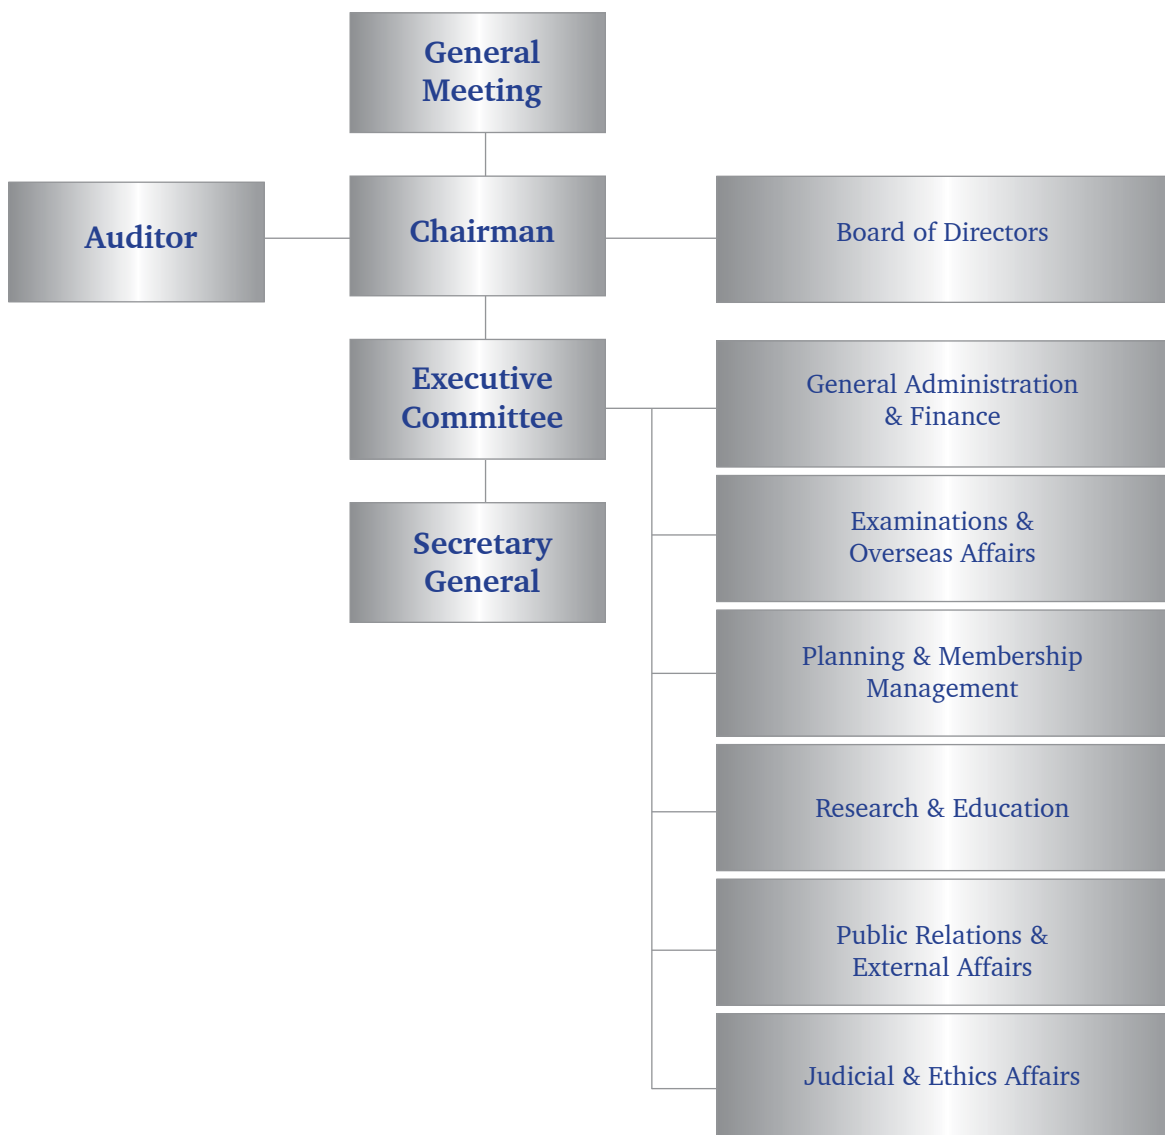 General
Meeting
Auditor
Chairman
Board of Directors
Executive
Committee
General Administration
& Finance
Secretary
General
Examinations &
Overseas Affairs
Planning & Membership
Management
Research & Education
Public Relations &
External Affairs
Judicial & Ethics Affairs